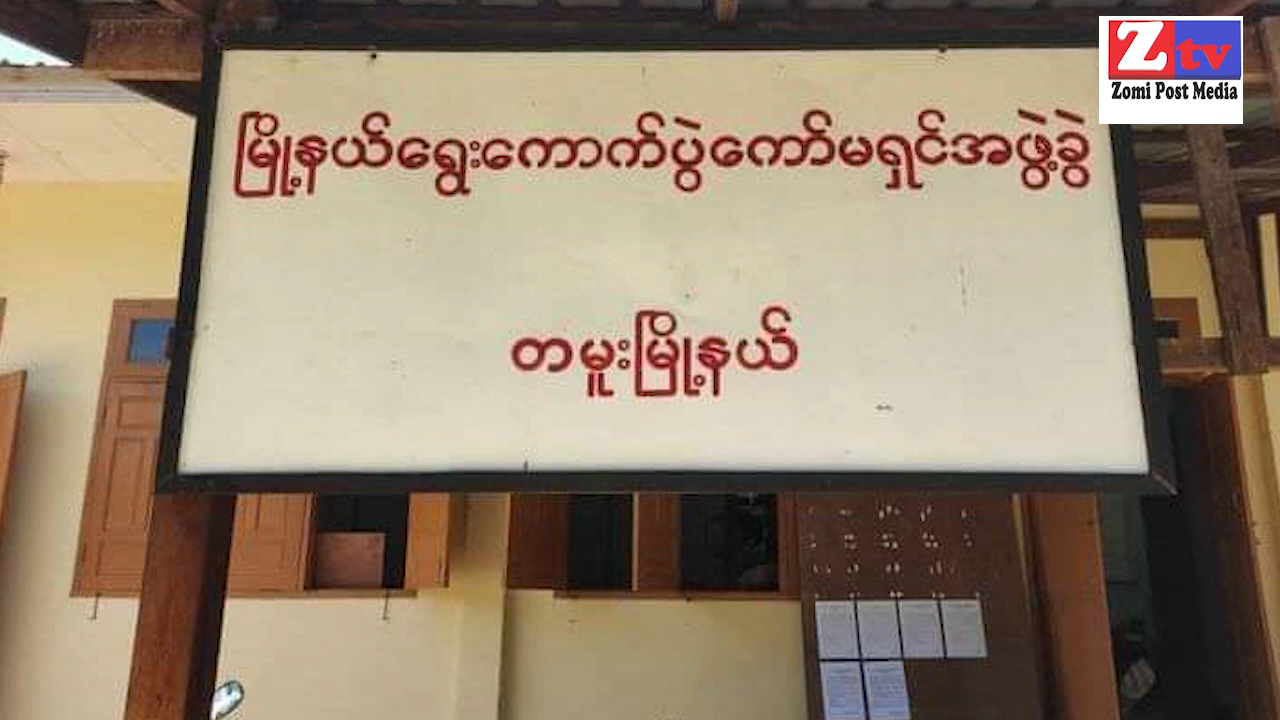 Z tv
Zomi Post Media
မြို့နယ်ရွေးကောက်ပွဲကော်မရှင်အဖွဲ့ခွဲ
တမူးမြို့နယ်